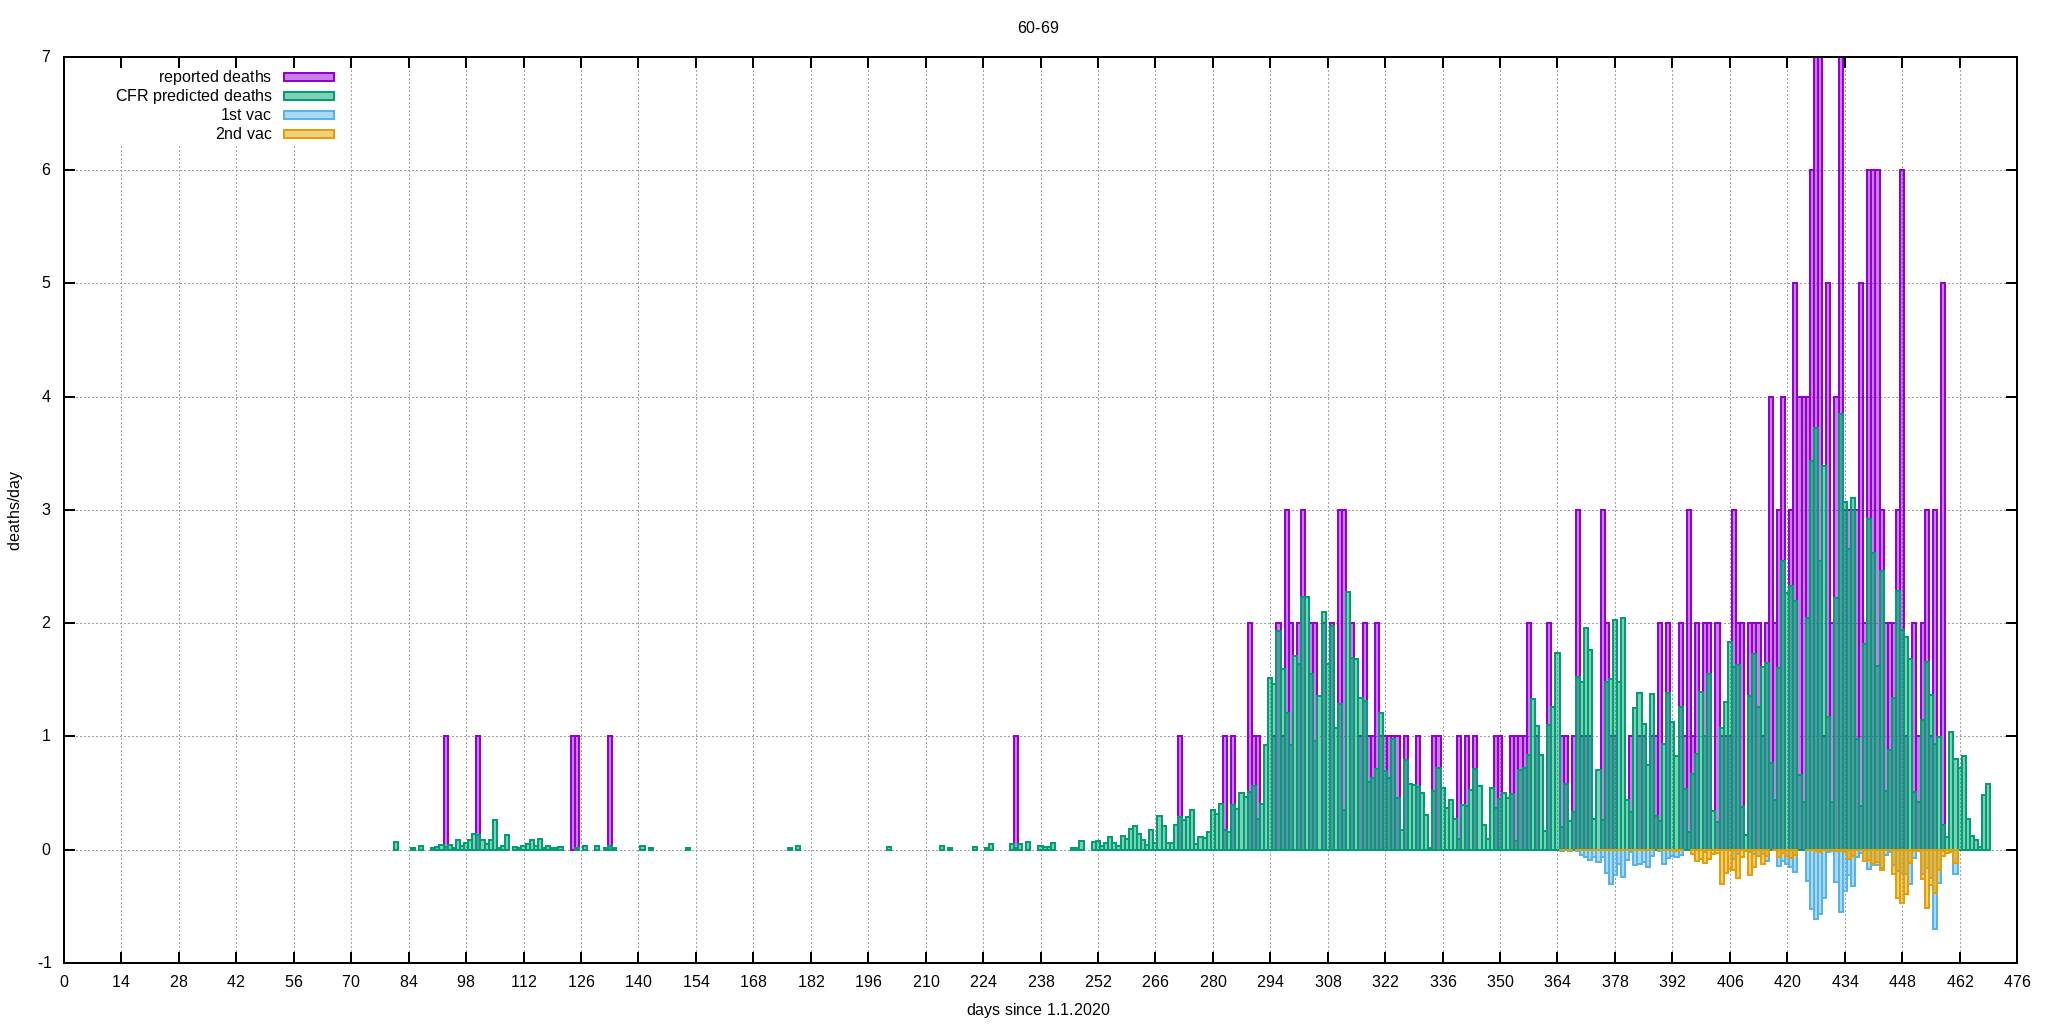 60-69
7
reported deaths
CFR predicted deaths
1st vac
2nd vac
6
5
4
deaths/day
3
2
1
0
-1
0 14 28 42 56 70 84 98 112 126 140 154 168 182 196 210 224 238 252 266 280 294 308 322 336 350 364 378 392 406 420 434 448 462 476
days since 1.1.2020